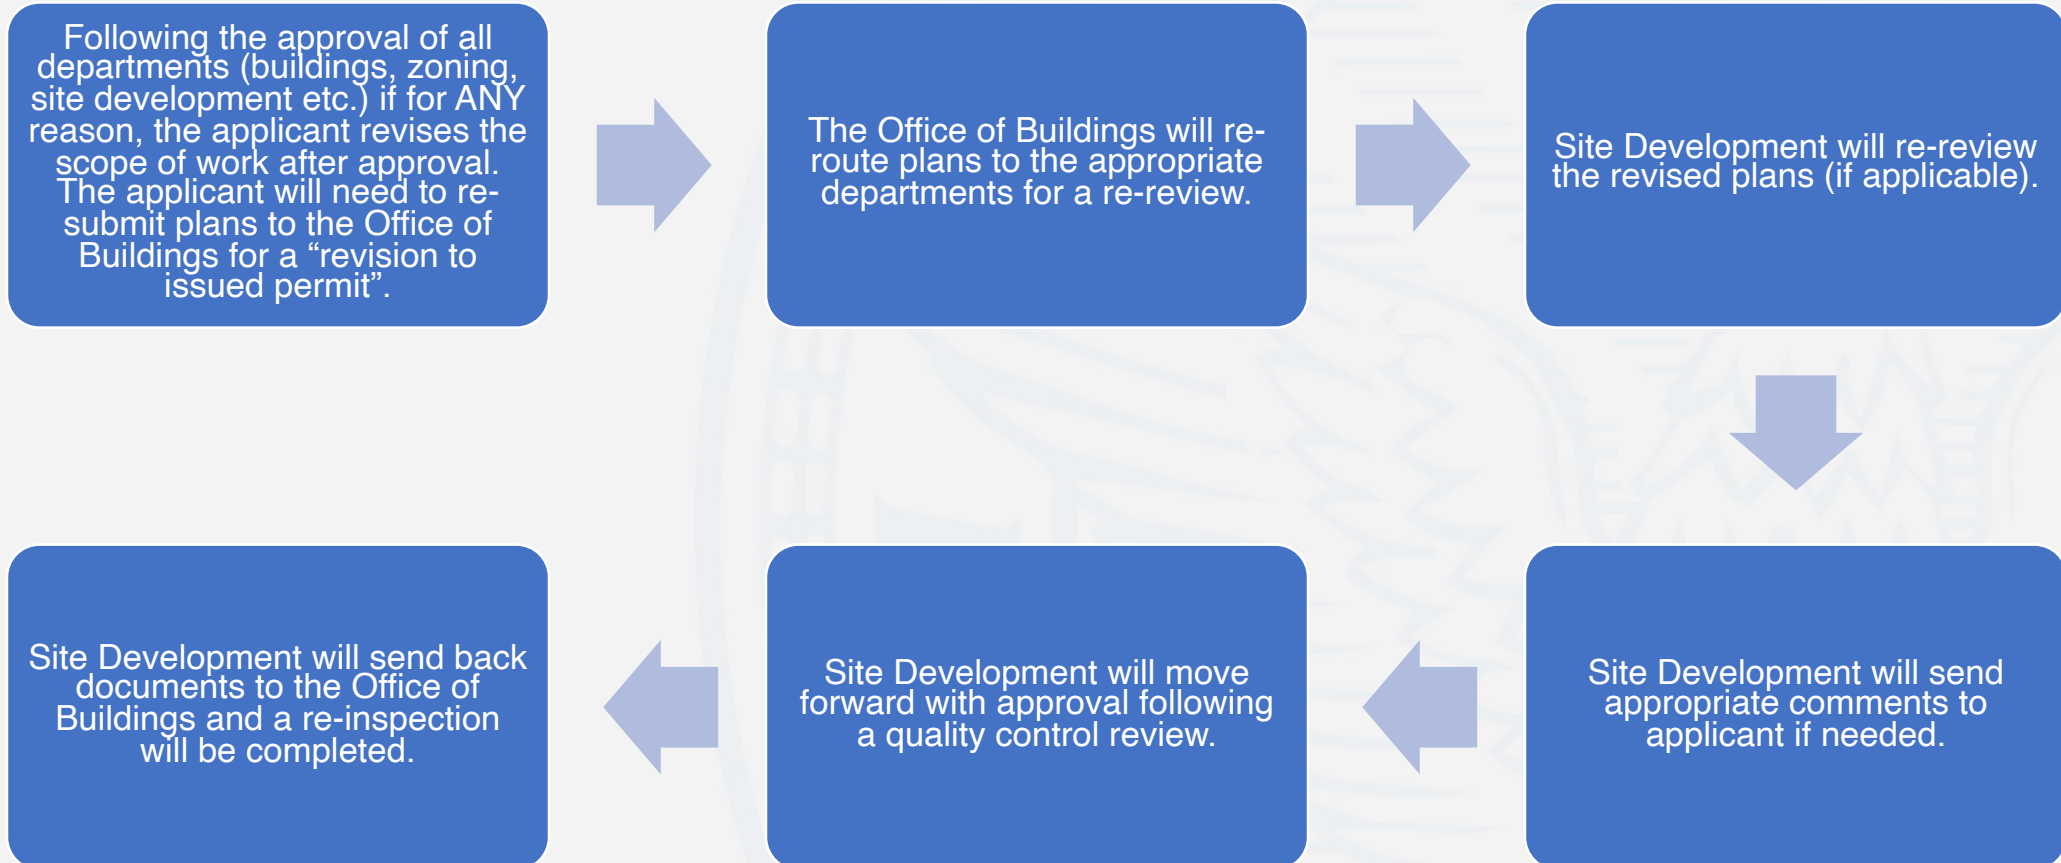 Following the approval of all
departments (buildings, zoning,
site development etc.) if for ANY
reason, the applicant revises the
scope of work after approval.
The applicant will need to re-
submit plans to the Office of
Buildings for a “revision to
issued permit”.
The Office of Buildings will re-
route plans to the appropriate
departments for a re-review.
Site Development will re-review
the revised plans (if applicable).
Site Development will send
appropriate comments to
applicant if needed.
Site Development will move
forward with approval following
a quality control review.
Site Development will send back
documents to the Office of
Buildings and a re-inspection
will be completed.